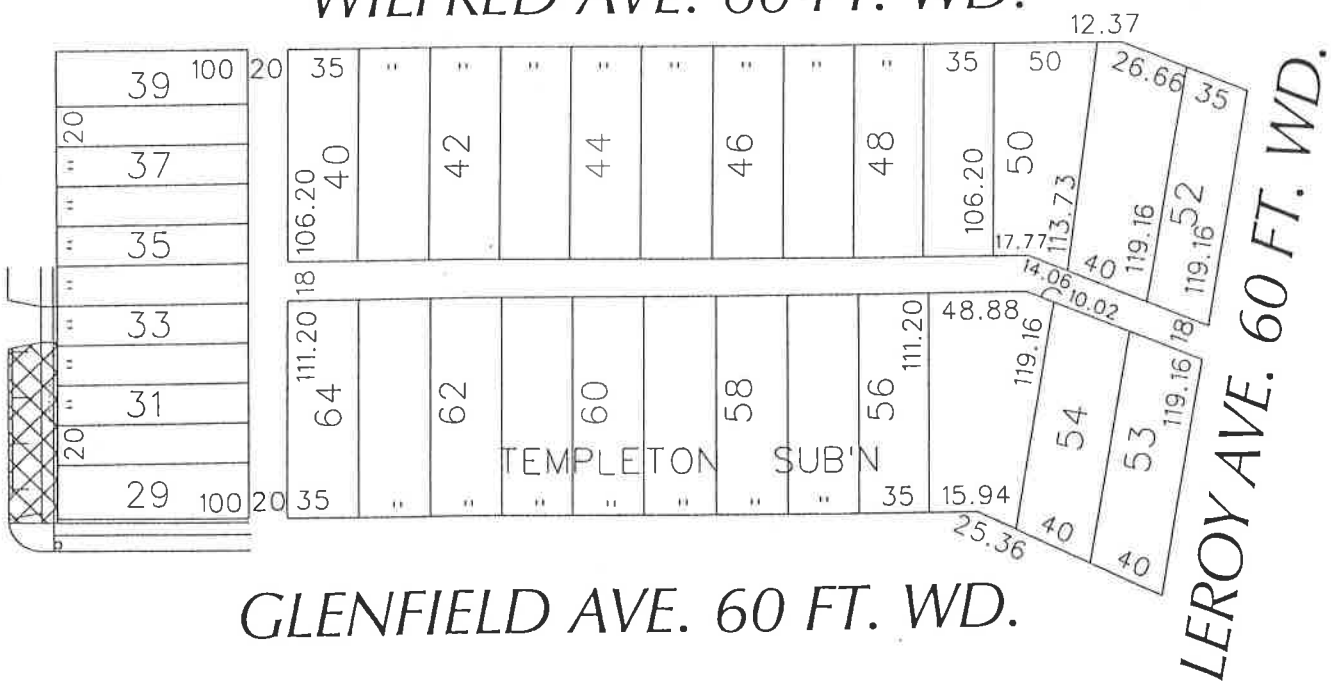 WILFRED AVE. 60 FT. WD.
12.37
39 100 20 35 " " " " " " " " 35 50 26.66 35
20
40 42 44 46 48 50 52
" 37
106.20 106.20 113.73 119.16 119.16
"
" 35
17.77
" 18 14.06 40
10.02
" 33 48.88 18
111.20 111.20 119.16 119.16
"
" 31
64 62 60 58 56 54 53
20
TEMPLETON SUB'N
29 100 20 35 " " " " " " " 35 15.94
25.36 40 40
GLENFIELD AVE. 60 FT. WD.
LEROY AVE. 60 FT. WD.